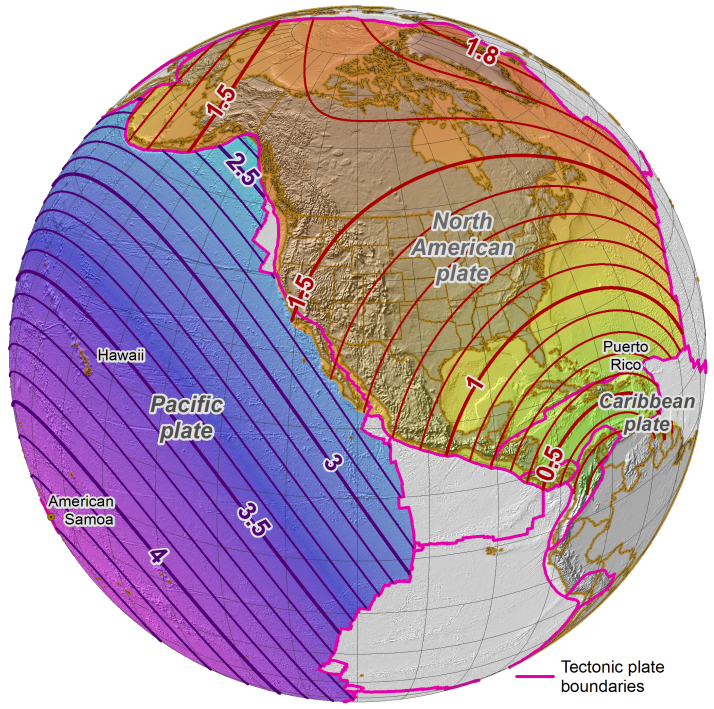 1.8
1.5
2.5
North
American
plate
1.5
Hawaii
Puerto
Rico
1
Pacific
plate
Caribbean
plate
3
0.5
American
Samoa
3.5
4
Tectonic plate
boundaries